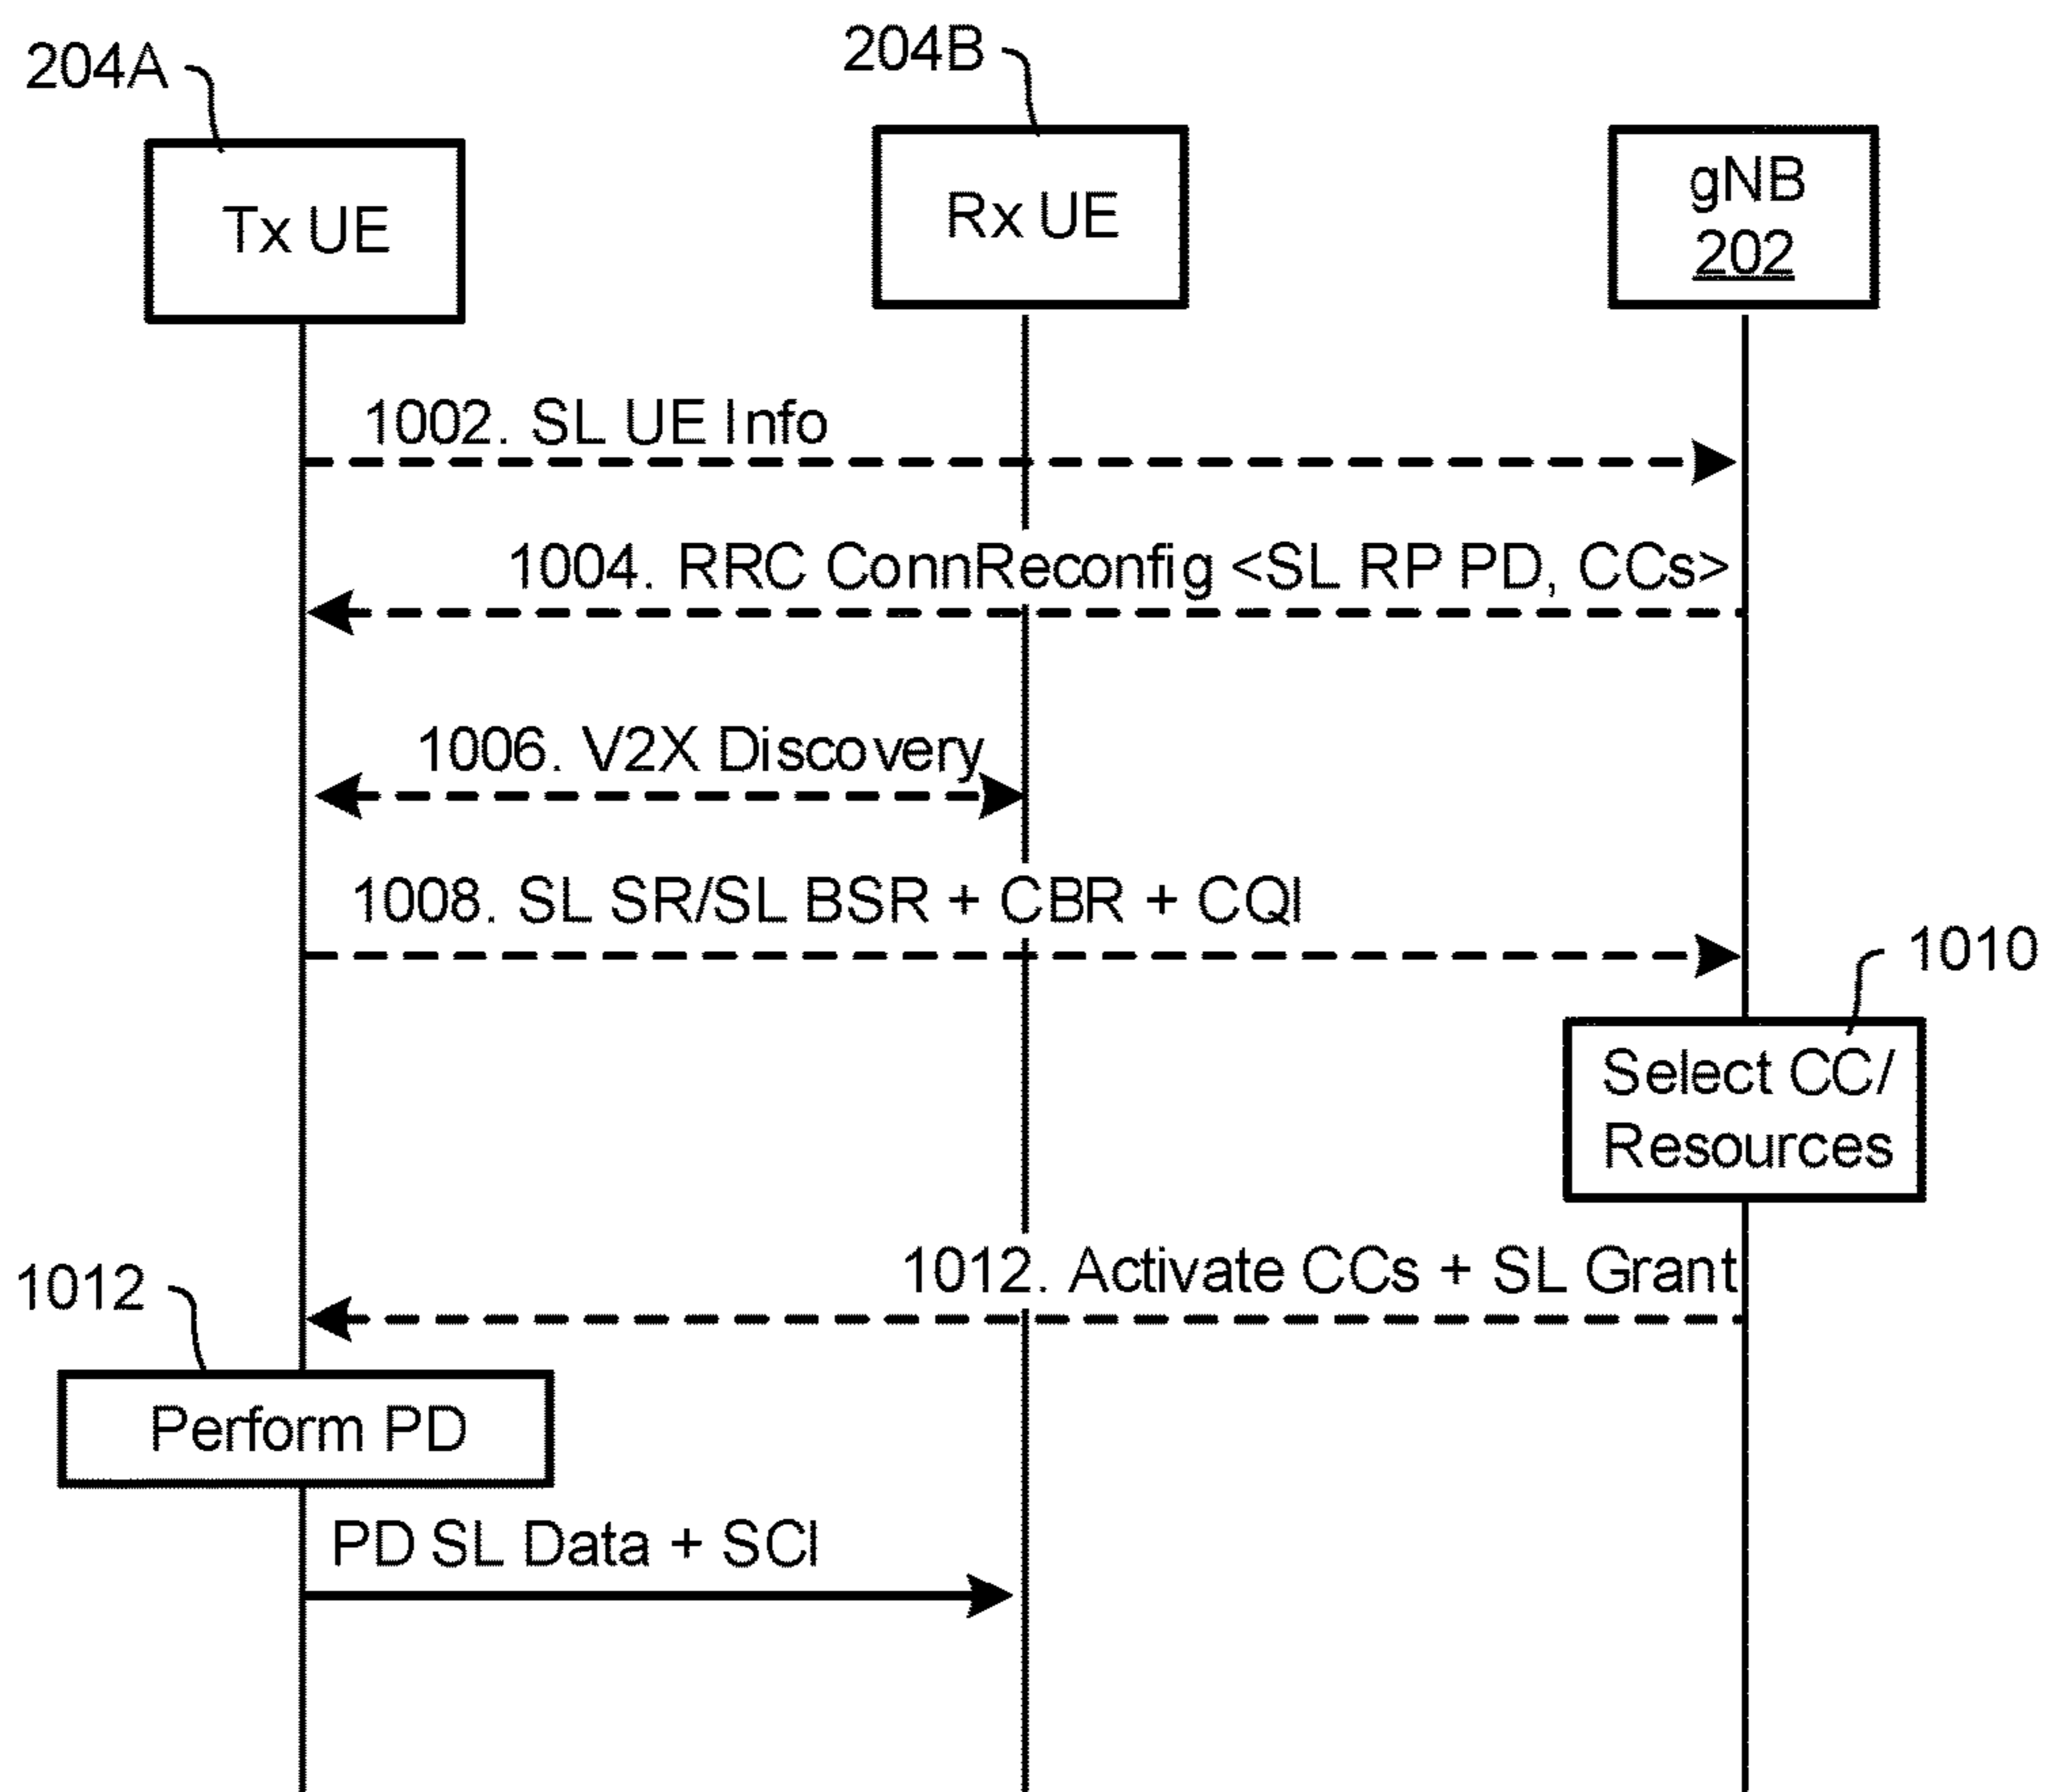 204A
204B
Tx UE
Rx UE
gNB
202
1002. SL UE Info
1004. RRC ConnReconfig <SL RP PD, CCs>
1006. V2X Discovery
1008. SL SR/SL BSR + CBR + CQI
1010
Select CC/
Resources
1012. Activate CCs + SL Grant
1012
Perform PD
PD SL Data + SCI